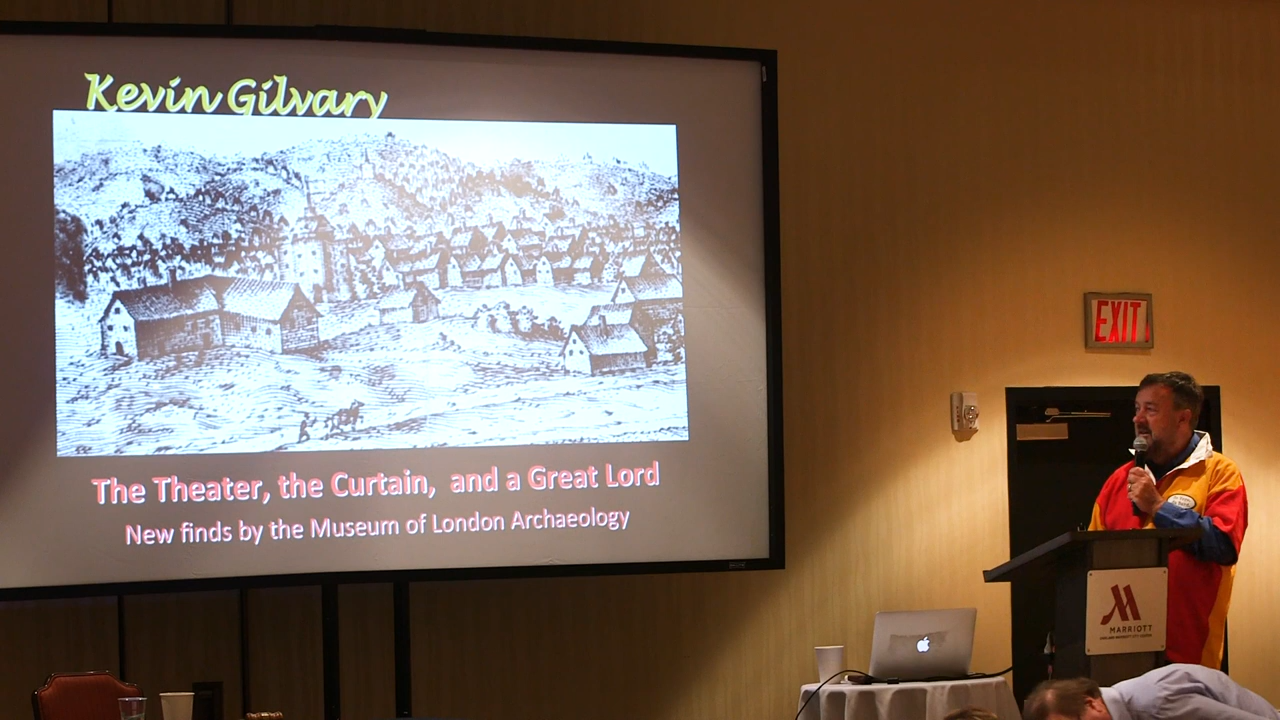 Kevin Gilvary
The Theater, the Curtain, and a Great Lord
New finds by the Museum of London Archaeology
EXIT
MARRIOTT